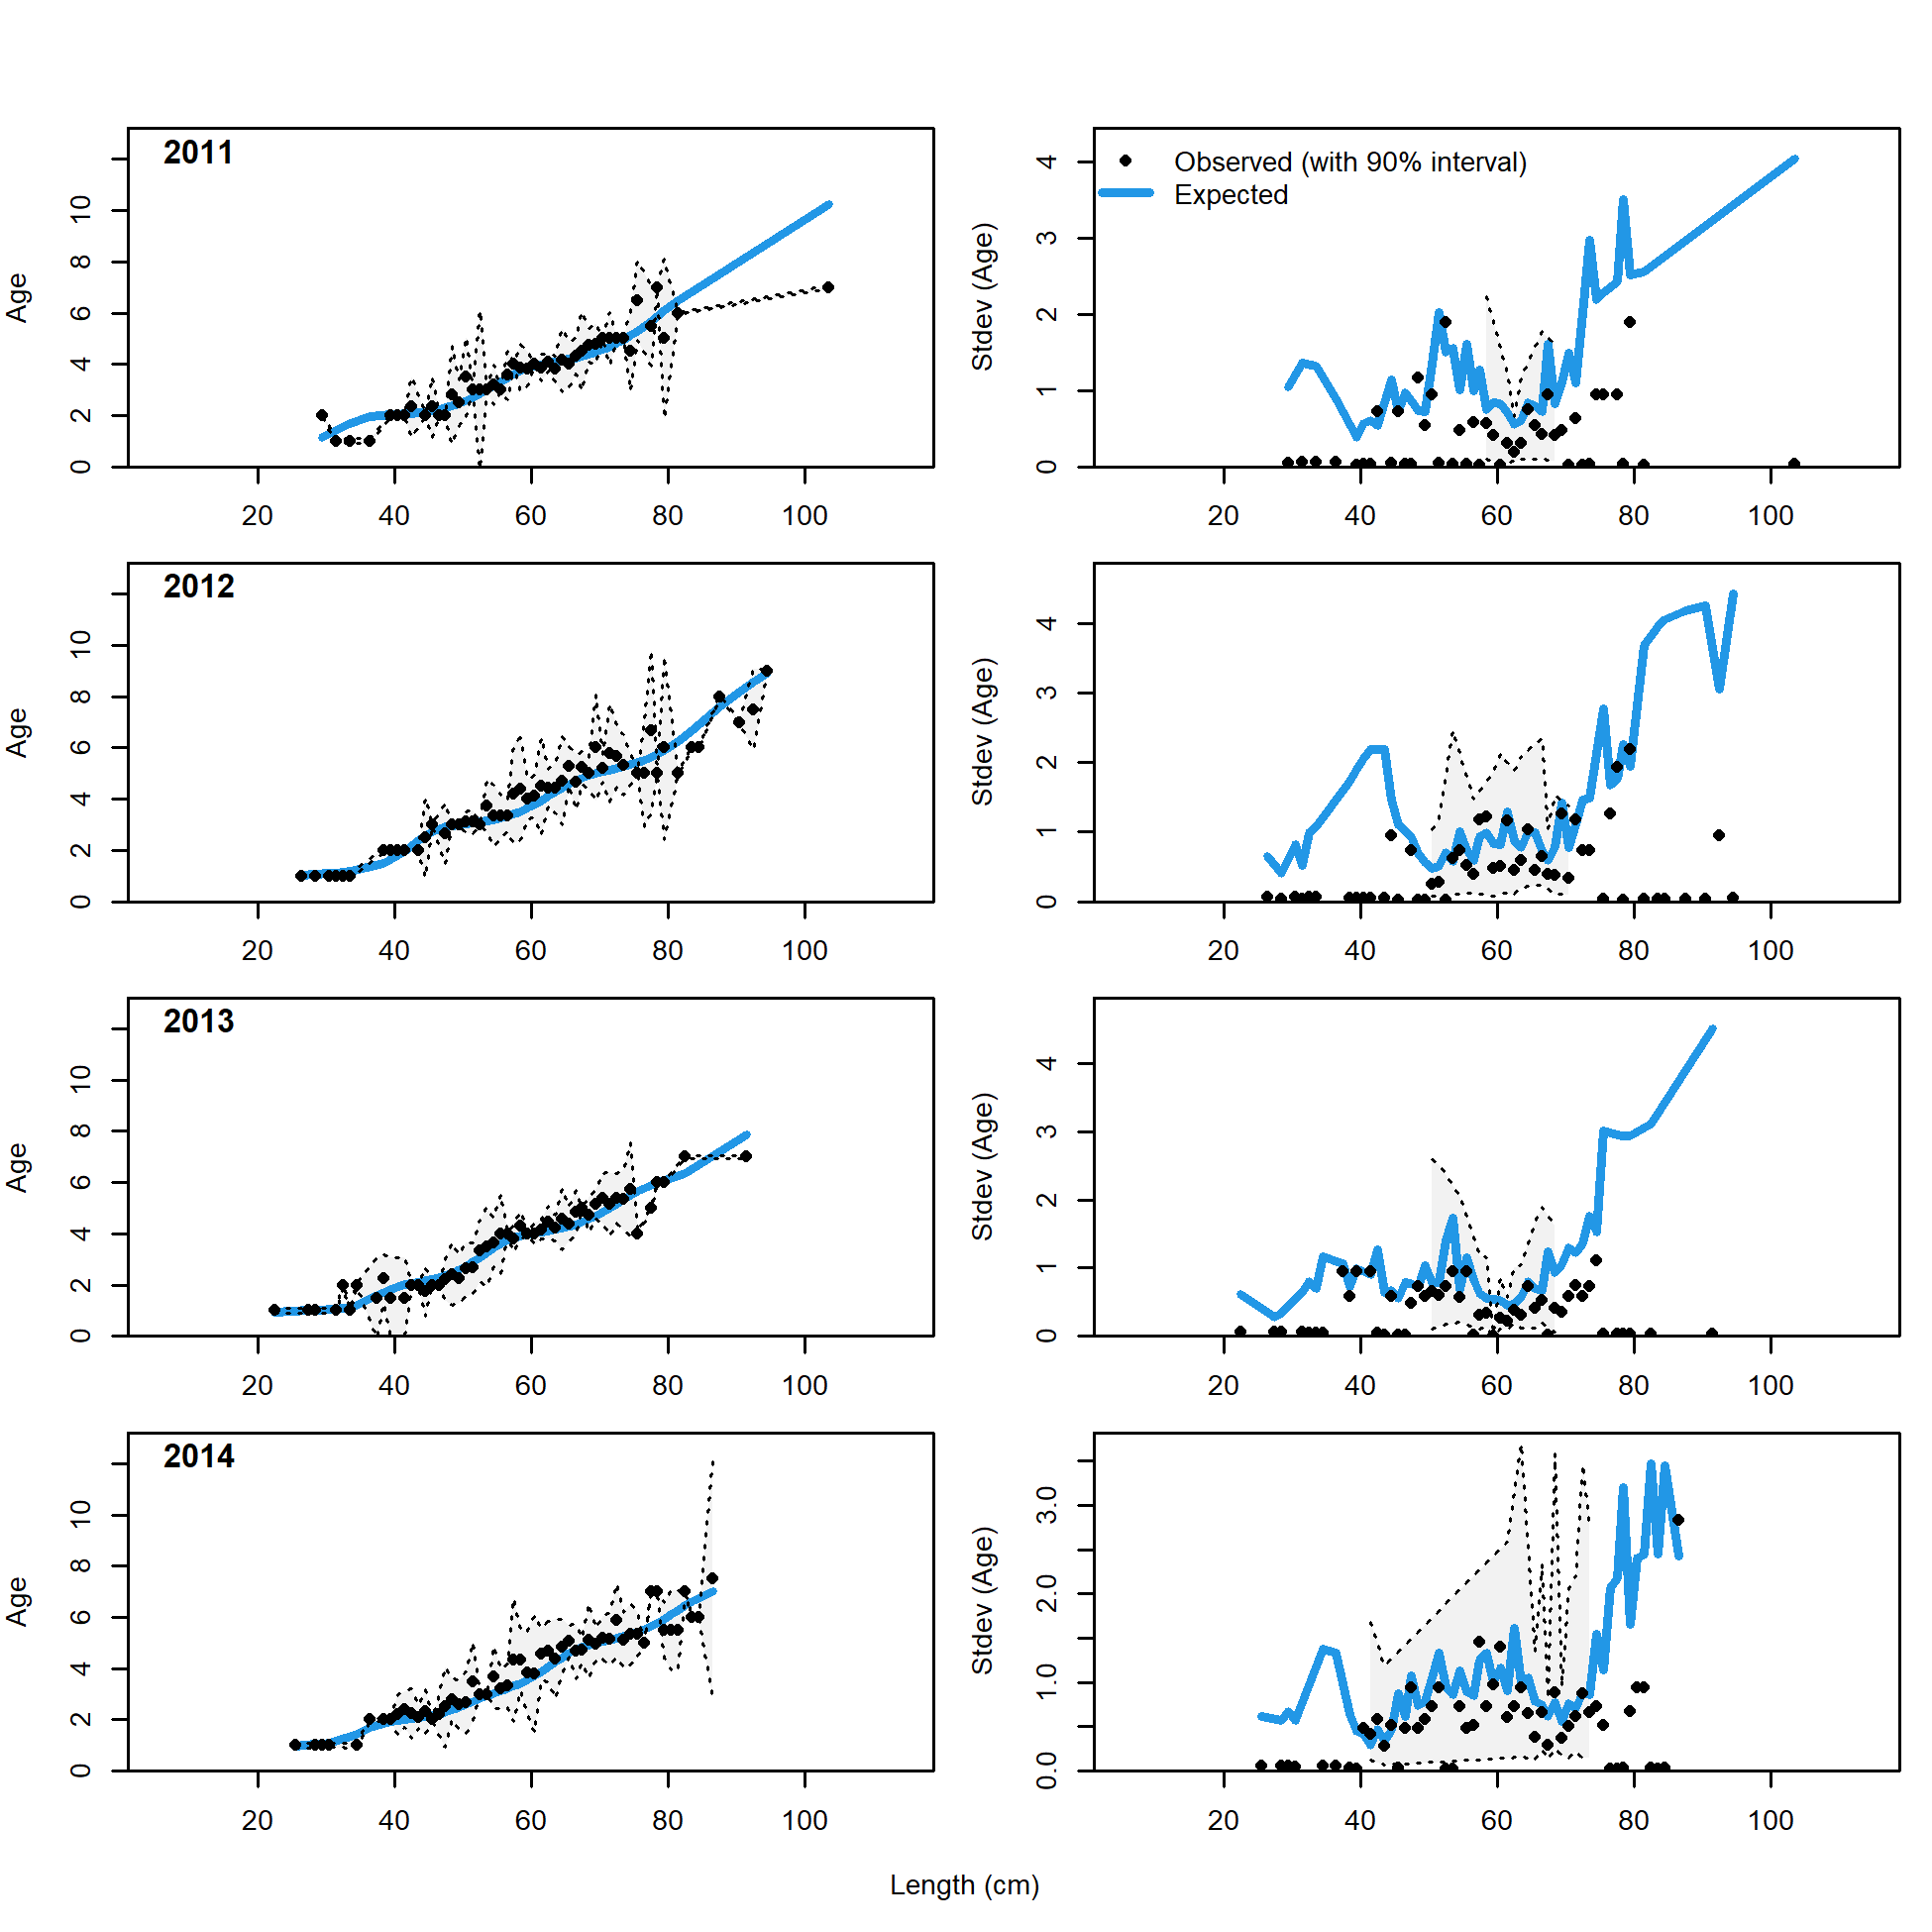 2011
Age
0 2 4 6 8 10
20 40 60 80 100
Observed (with 90% interval)
Expected
Stdev (Age)
0 1 2 3 4
20 40 60 80 100
2012
Age
0 2 4 6 8 10
20 40 60 80 100
Stdev (Age)
0 1 2 3 4
20 40 60 80 100
2013
Age
0 2 4 6 8 10
20 40 60 80 100
Stdev (Age)
0 1 2 3 4
20 40 60 80 100
2014
Age
0 2 4 6 8 10
20 40 60 80 100
Stdev (Age)
0.0 1.0 2.0 3.0
20 40 60 80 100
Length (cm)